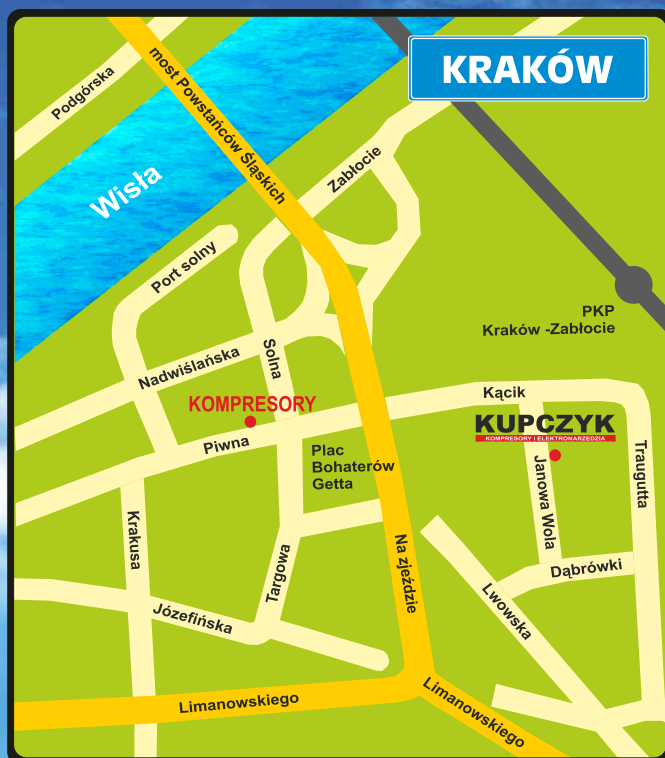 KRAKÓW
Podgórska
most Powstańców Śląskich
Wisła
Zabłocie
Port solny
PKP
Kraków -Zabłocie
Nadwiślańska
Solna
KOMPRESORY
Kącik
KUPCZYK
KOMPRESORY I ELEKTRONARZĘDZIA
Piwna
Plac
Bohaterów
Getta
Janowa Wola
Traugutta
Krakusa
Targowa
Na zjeździe
Dąbrówki
Lwowska
Józefińska
Limanowskiego
Limanowskiego